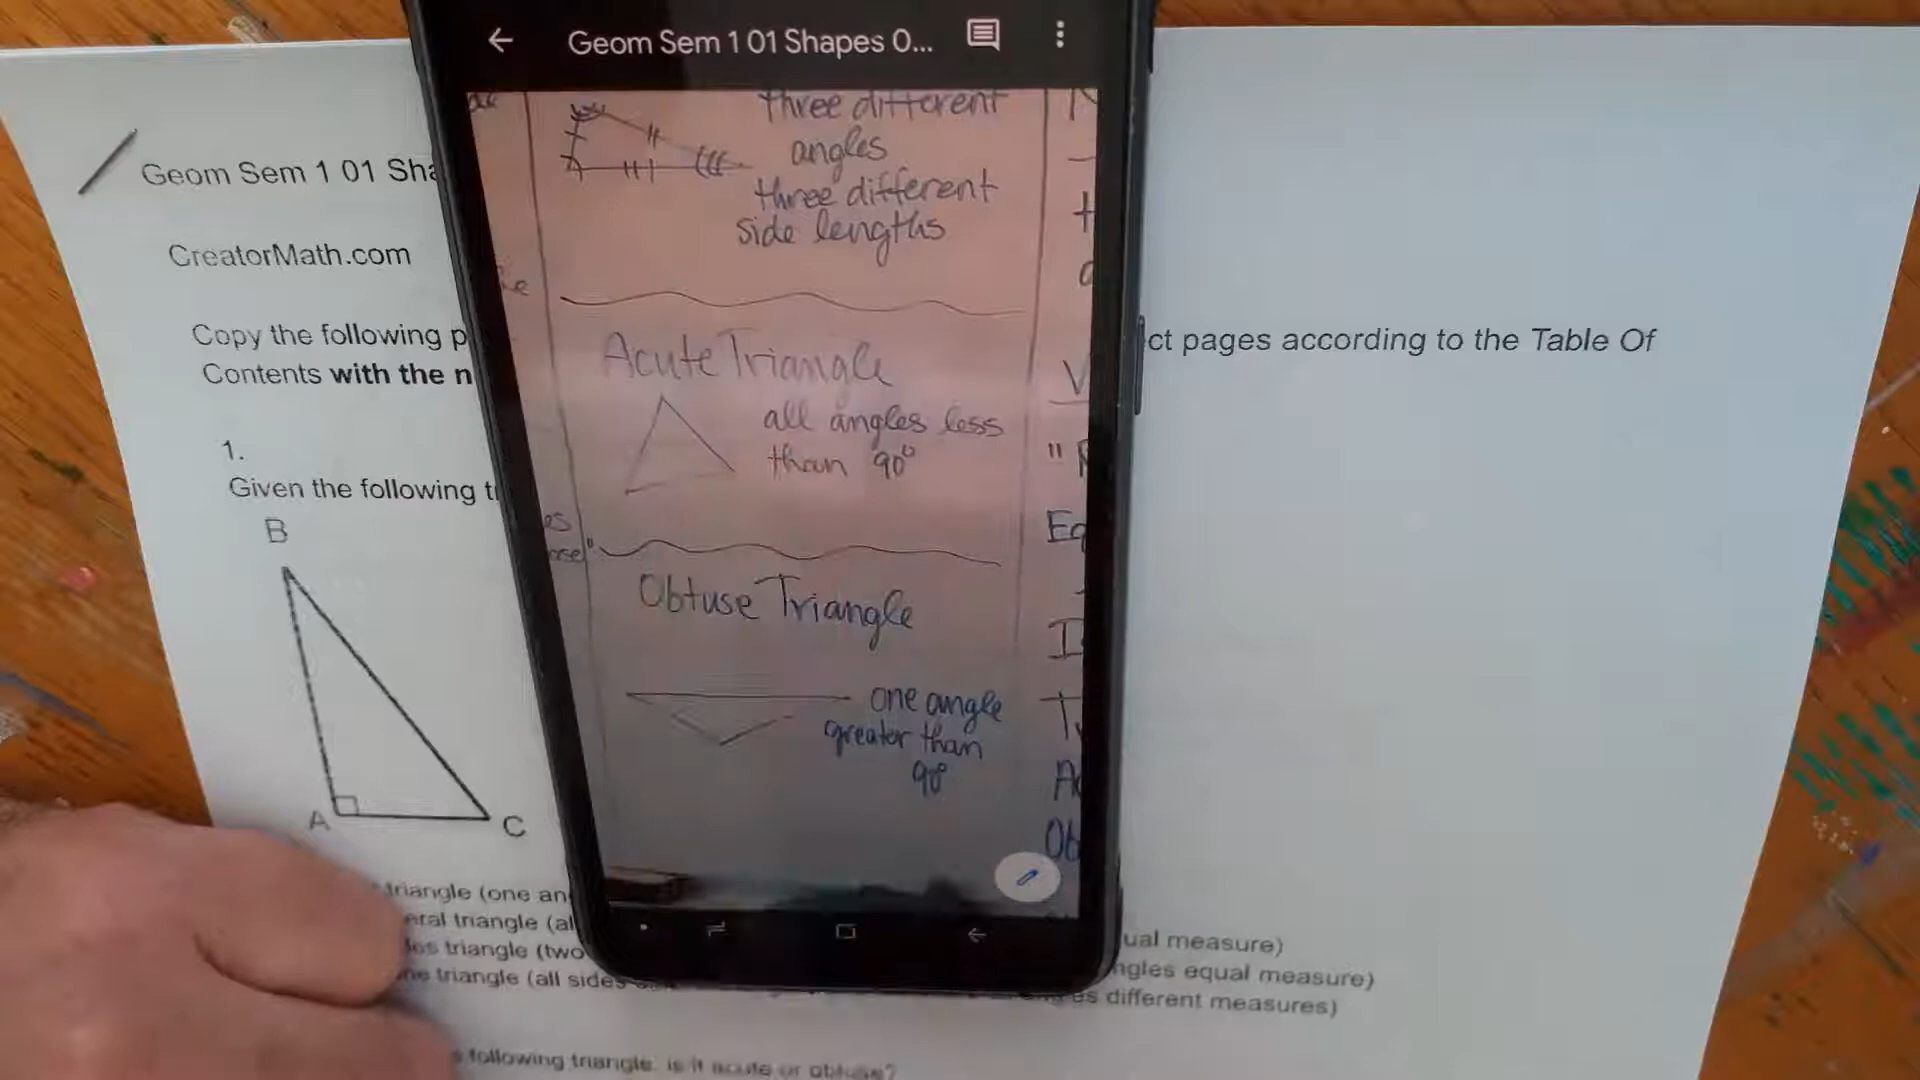 Geom Sem 1 01 Shapes O...
three different
angles
three different
side lengths
Acute Triangle
all angles less
than 90°
Obtuse Triangle
one angle
greater than
90°
Geom Sem 1 01 Sha
CreatorMath.com
Copy the following p
ct pages according to the Table Of
Contents with the n
1.
Given the following t
B
A
C
triangle (one an
eral triangle (al
les triangle (two
ual measure)
ne triangle (all sides
ngles equal measure)
es different measures)
following triangle, is it acute or obtuse?